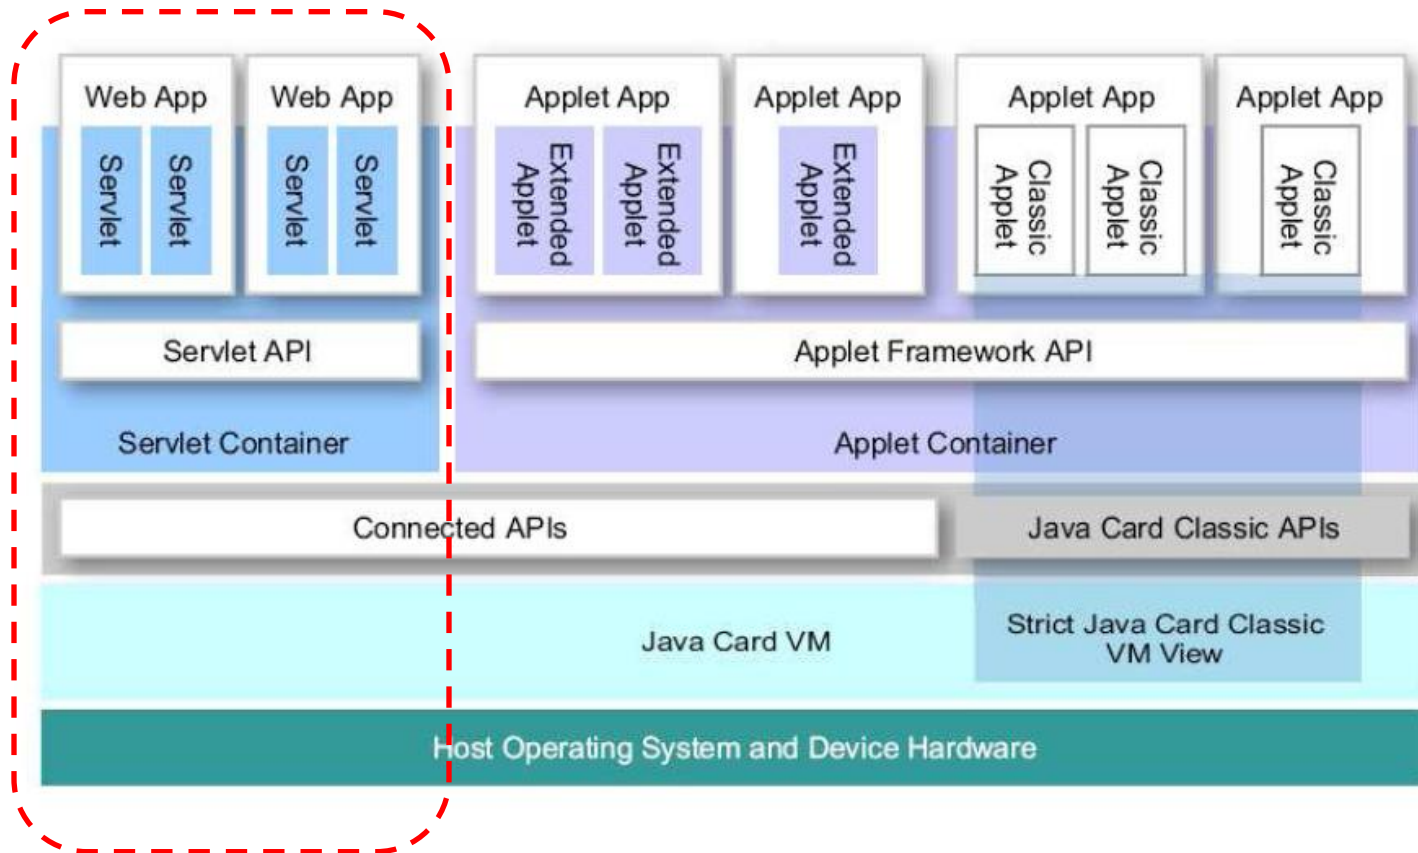 Web App
Web App
Applet App
Applet App
Applet App
Applet App
Servlet
Servlet
Servlet
Servlet
Extended
Applet
Extended
Applet
Extended
Applet
Classic
Applet
Classic
Applet
Classic
Applet
Servlet API
Applet Framework API
Servlet Container
Applet Container
Connected APIs
Java Card Classic APIs
Java Card VM
Strict Java Card Classic
VM View
Host Operating System and Device Hardware